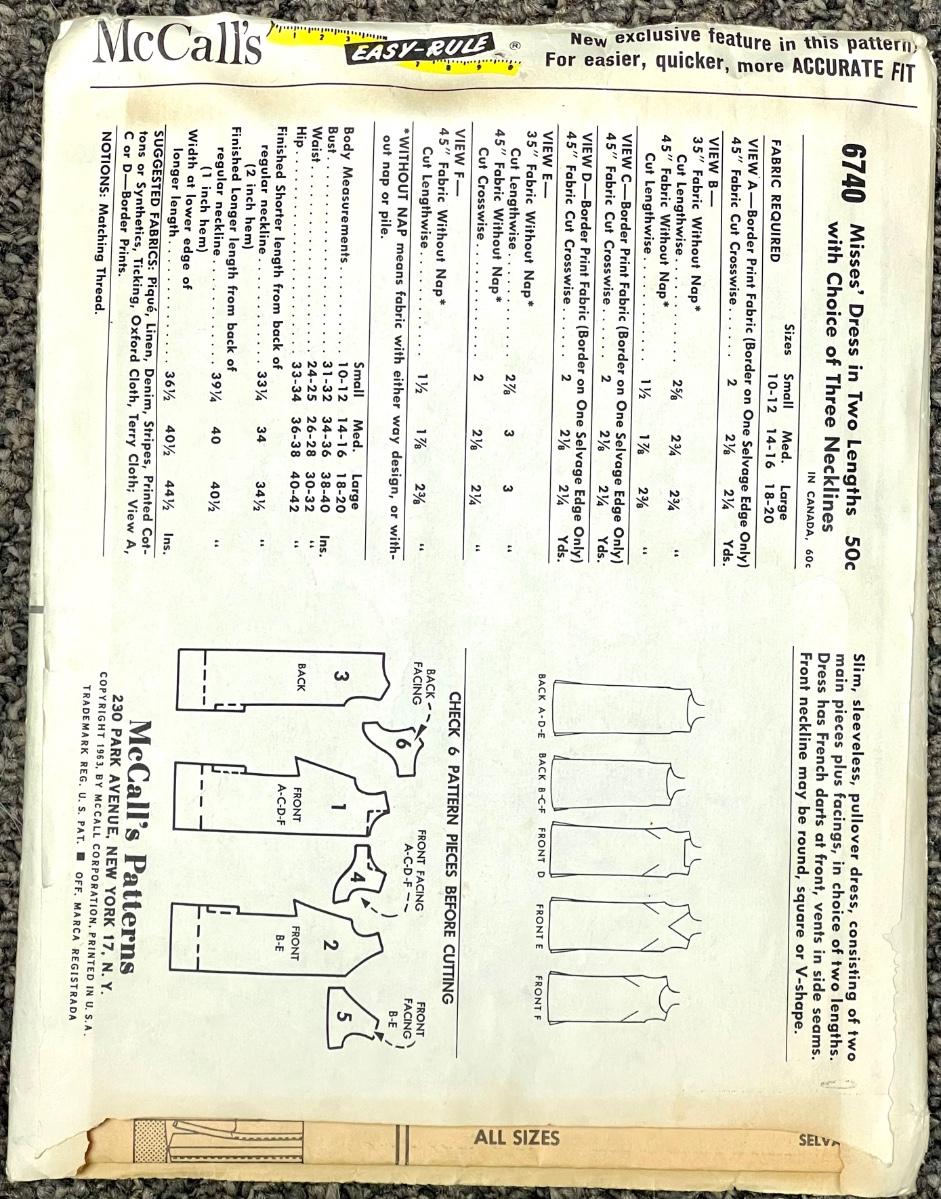 McCall's
1 2 3
EASY-RULE ®
7 8 9
New exclusive feature in this pattern,
For easier, quicker, more ACCURATE FIT
6740 Misses' Dress in Two Lengths 50c
with Choice of Three Necklines
IN CANADA, 60c
Sizes Small Med. Large
FABRIC REQUIRED 10-12 14-16 18-20
VIEW A—Border Print Fabric (Border on One Selvage Edge Only)
45" Fabric Cut Crosswise..... 2 2⅛ 2¼ Yds.
VIEW B—
35" Fabric Without Nap*
Cut Lengthwise.......... 2⅝ 2¾ 2¾ "
45" Fabric Without Nap*
Cut Lengthwise.......... 1½ 1⅞ 2⅜ "
VIEW C—Border Print Fabric (Border on One Selvage Edge Only)
45" Fabric Cut Crosswise..... 2 2⅛ 2¼ Yds.
VIEW D—Border Print Fabric (Border on One Selvage Edge Only)
45" Fabric Cut Crosswise..... 2 2⅛ 2¼ Yds.
VIEW E—
35" Fabric Without Nap*
Cut Lengthwise.......... 2⅞ 3 3 "
45" Fabric Without Nap*
Cut Crosswise.......... 2 2⅛ 2¼ "
VIEW F—
45" Fabric Without Nap*
Cut Lengthwise.......... 1½ 1⅞ 2⅜ "
*WITHOUT NAP means fabric with either way design, or with-
out nap or pile.
Small Med. Large
Body Measurements........ 10-12 14-16 18-20
Bust.................... 31-32 34-36 38-40 Ins.
Waist................... 24-25 26-28 30-32 "
Hip..................... 33-34 36-38 40-42 "
Finished Shorter length from back of
regular neckline.......... 33¼ 34 34½ "
(2 inch hem)
Finished Longer length from back of
regular neckline.......... 39¼ 40 40½ "
(1 inch hem)
Width at lower edge of
longer length............ 36½ 40½ 44½ Ins.
SUGGESTED FABRICS: Piqué, Linen, Denim, Stripes, Printed Cot-
tons or Synthetics, Ticking, Oxford Cloth, Terry Cloth; View A,
C or D—Border Prints.
NOTIONS: Matching Thread.
Slim, sleeveless, pullover dress, consisting of two
main pieces plus facings, in choice of two lengths.
Dress has French darts at front, vents in side seams.
Front neckline may be round, square or V-shape.
BACK A-D-E
BACK B-C-F
FRONT D
FRONT E
FRONT F
CHECK 6 PATTERN PIECES BEFORE CUTTING
BACK
FACING
FRONT FACING
A-C-D-F
FRONT
FACING
B-E
3
BACK
6
1
FRONT
A-C-D-F
4
2
FRONT
B-E
5
McCall's Patterns
230 PARK AVENUE, NEW YORK 17, N. Y.
COPYRIGHT 1963, BY McCALL CORPORATION. PRINTED IN U.S.A.
TRADEMARK REG. U. S. PAT. ■ OFF. MARCA REGISTRADA
ALL SIZES
SELVA